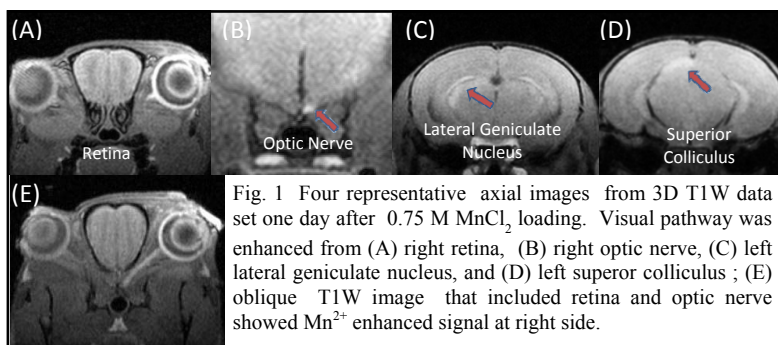 (A)
Retina
(B)
Optic Nerve
(C)
Lateral Geniculate
Nucleus
(D)
Superior
Colliculus
(E)
Fig. 1 Four representative axial images from 3D T1W data
set one day after 0.75 M MnCl₂ loading. Visual pathway was
enhanced from (A) right retina, (B) right optic nerve, (C) left
lateral geniculate nucleus, and (D) left superor colliculus ; (E)
oblique T1W image that included retina and optic nerve
showed Mn²⁺ enhanced signal at right side.